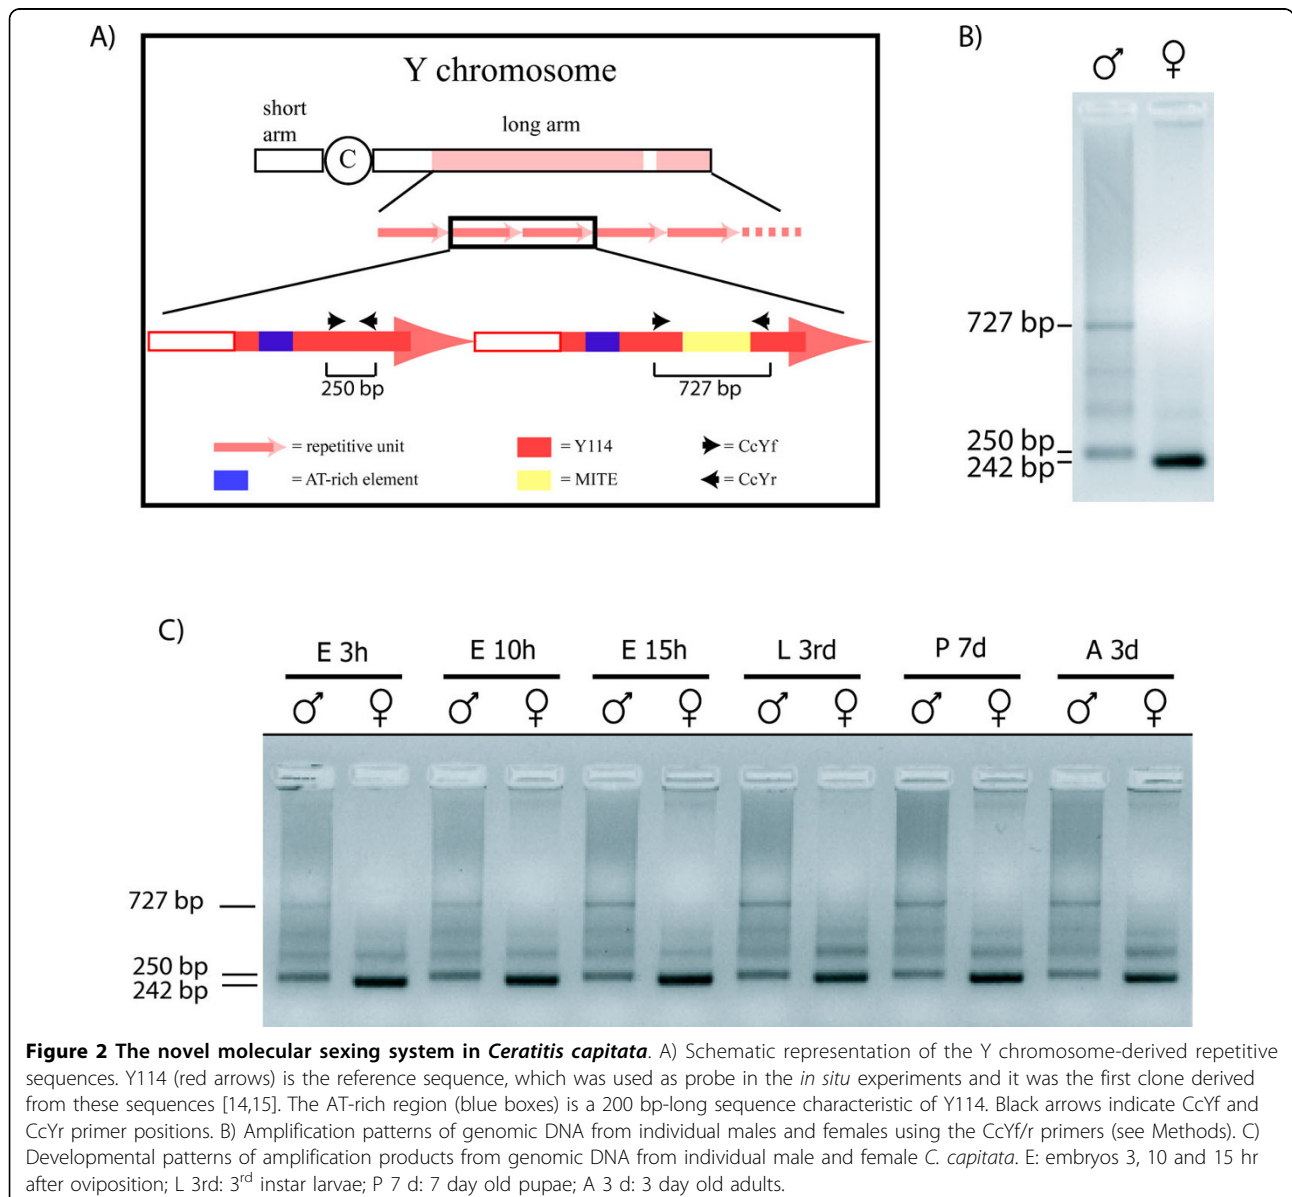 A)
Y chromosome
short
arm
long arm
C
250 bp
727 bp
= repetitive unit
= Y114
= CcYf
= AT-rich element
= MITE
= CcYr
B)
♂ ♀
727 bp
250 bp
242 bp
C)
E 3h E 10h E 15h L 3rd P 7d A 3d
♂ ♀ ♂ ♀ ♂ ♀ ♂ ♀ ♂ ♀ ♂ ♀
727 bp
250 bp
242 bp
Figure 2 The novel molecular sexing system in Ceratitis capitata. A) Schematic representation of the Y chromosome-derived repetitive
sequences. Y114 (red arrows) is the reference sequence, which was used as probe in the in situ experiments and it was the first clone derived
from these sequences [14,15]. The AT-rich region (blue boxes) is a 200 bp-long sequence characteristic of Y114. Black arrows indicate CcYf and
CcYr primer positions. B) Amplification patterns of genomic DNA from individual males and females using the CcYf/r primers (see Methods). C)
Developmental patterns of amplification products from genomic DNA from individual male and female C. capitata. E: embryos 3, 10 and 15 hr
after oviposition; L 3rd: 3rd instar larvae; P 7 d: 7 day old pupae; A 3 d: 3 day old adults.